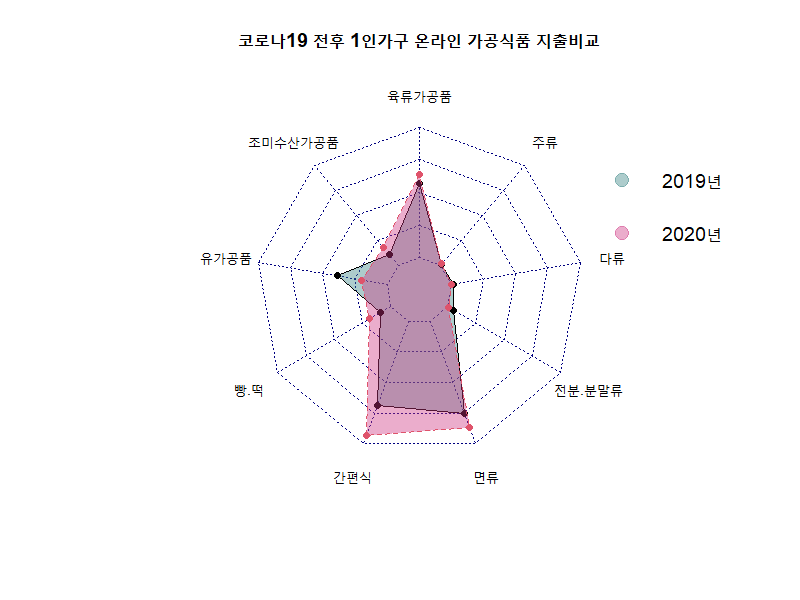 코로나19 전후 1인가구 온라인 가공식품 지출비교
육류가공품
조미수산가공품
주류
2019년
2020년
유가공품
다류
빵.떡
전분.분말류
간편식
면류